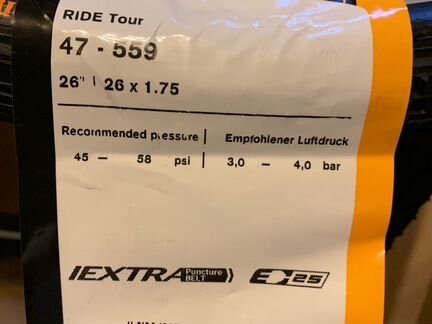 RIDE Tour
47 - 559
26" | 26 x 1.75
Recommended pressure | Empfohlener Luftdruck
45 - 58 psi | 3,0 - 4,0 bar
EXTRA Puncture BELT E 25